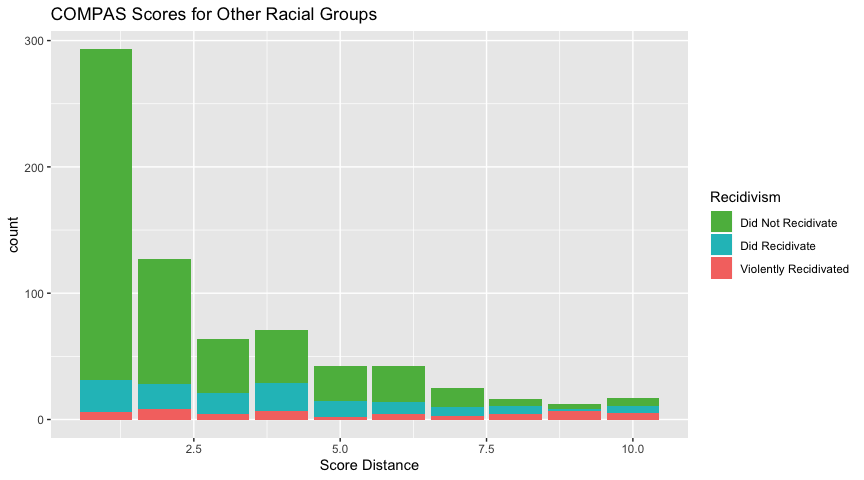 COMPAS Scores for Other Racial Groups
300
200
100
0
count
2.5
5.0
7.5
10.0
Score Distance
Recidivism
Did Not Recidivate
Did Recidivate
Violently Recidivated